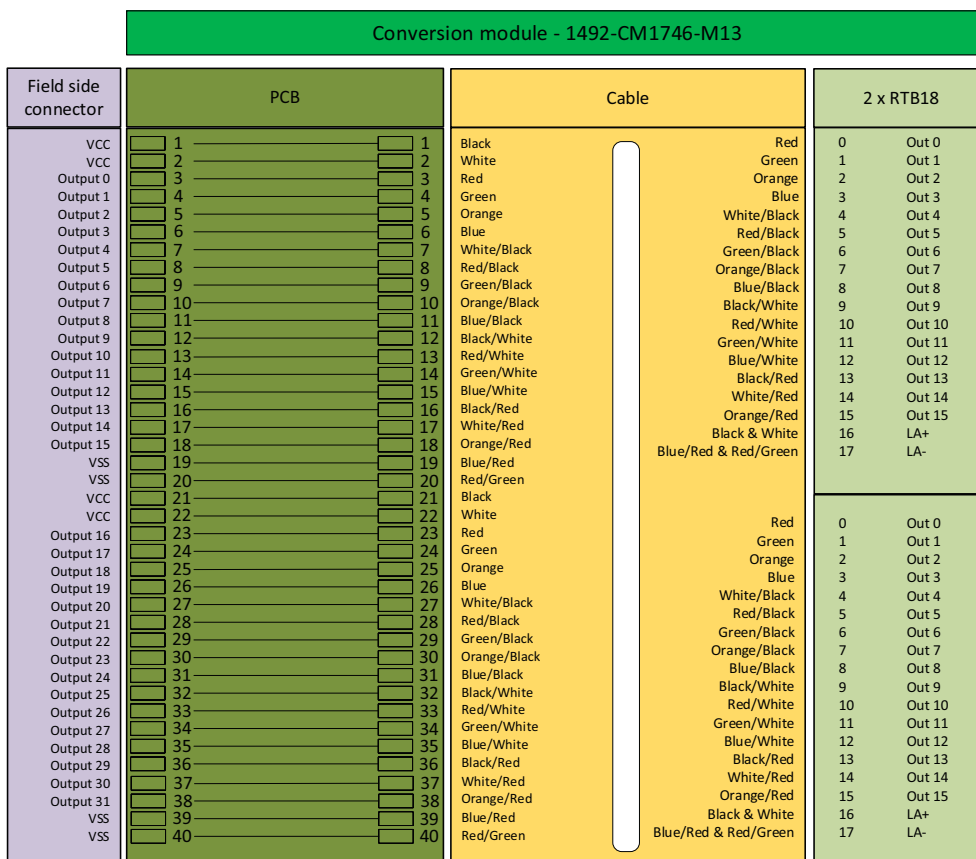 Conversion module - 1492-CM1746-M13
Field side connector PCB Cable 2 x RTB18
VCC 1 1 Black Red 0 Out 0
VCC 2 2 White Green 1 Out 1
Output 0 3 3 Red Orange 2 Out 2
Output 1 4 4 Green Blue 3 Out 3
Output 2 5 5 Orange White/Black 4 Out 4
Output 3 6 6 Blue Red/Black 5 Out 5
Output 4 7 7 White/Black Green/Black 6 Out 6
Output 5 8 8 Red/Black Orange/Black 7 Out 7
Output 6 9 9 Green/Black Blue/Black 8 Out 8
Output 7 10 10 Orange/Black Black/White 9 Out 9
Output 8 11 11 Blue/Black Red/White 10 Out 10
Output 9 12 12 Black/White Green/White 11 Out 11
Output 10 13 13 Red/White Blue/White 12 Out 12
Output 11 14 14 Green/White Black/Red 13 Out 13
Output 12 15 15 Blue/White White/Red 14 Out 14
Output 13 16 16 Black/Red Orange/Red 15 Out 15
Output 14 17 17 White/Red Black & White 16 LA+
Output 15 18 18 Orange/Red Blue/Red & Red/Green 17 LA-
VSS 19 19 Blue/Red
VSS 20 20 Red/Green
VCC 21 21 Black
VCC 22 22 White Red 0 Out 0
Output 16 23 23 Red Green 1 Out 1
Output 17 24 24 Green Orange 2 Out 2
Output 18 25 25 Orange Blue 3 Out 3
Output 19 26 26 Blue White/Black 4 Out 4
Output 20 27 27 White/Black Red/Black 5 Out 5
Output 21 28 28 Red/Black Green/Black 6 Out 6
Output 22 29 29 Green/Black Orange/Black 7 Out 7
Output 23 30 30 Orange/Black Blue/Black 8 Out 8
Output 24 31 31 Blue/Black Black/White 9 Out 9
Output 25 32 32 Black/White Red/White 10 Out 10
Output 26 33 33 Red/White Green/White 11 Out 11
Output 27 34 34 Green/White Blue/White 12 Out 12
Output 28 35 35 Blue/White Black/Red 13 Out 13
Output 29 36 36 Black/Red White/Red 14 Out 14
Output 30 37 37 White/Red Orange/Red 15 Out 15
Output 31 38 38 Orange/Red Black & White 16 LA+
VSS 39 39 Blue/Red Blue/Red & Red/Green 17 LA-
VSS 40 40 Red/Green